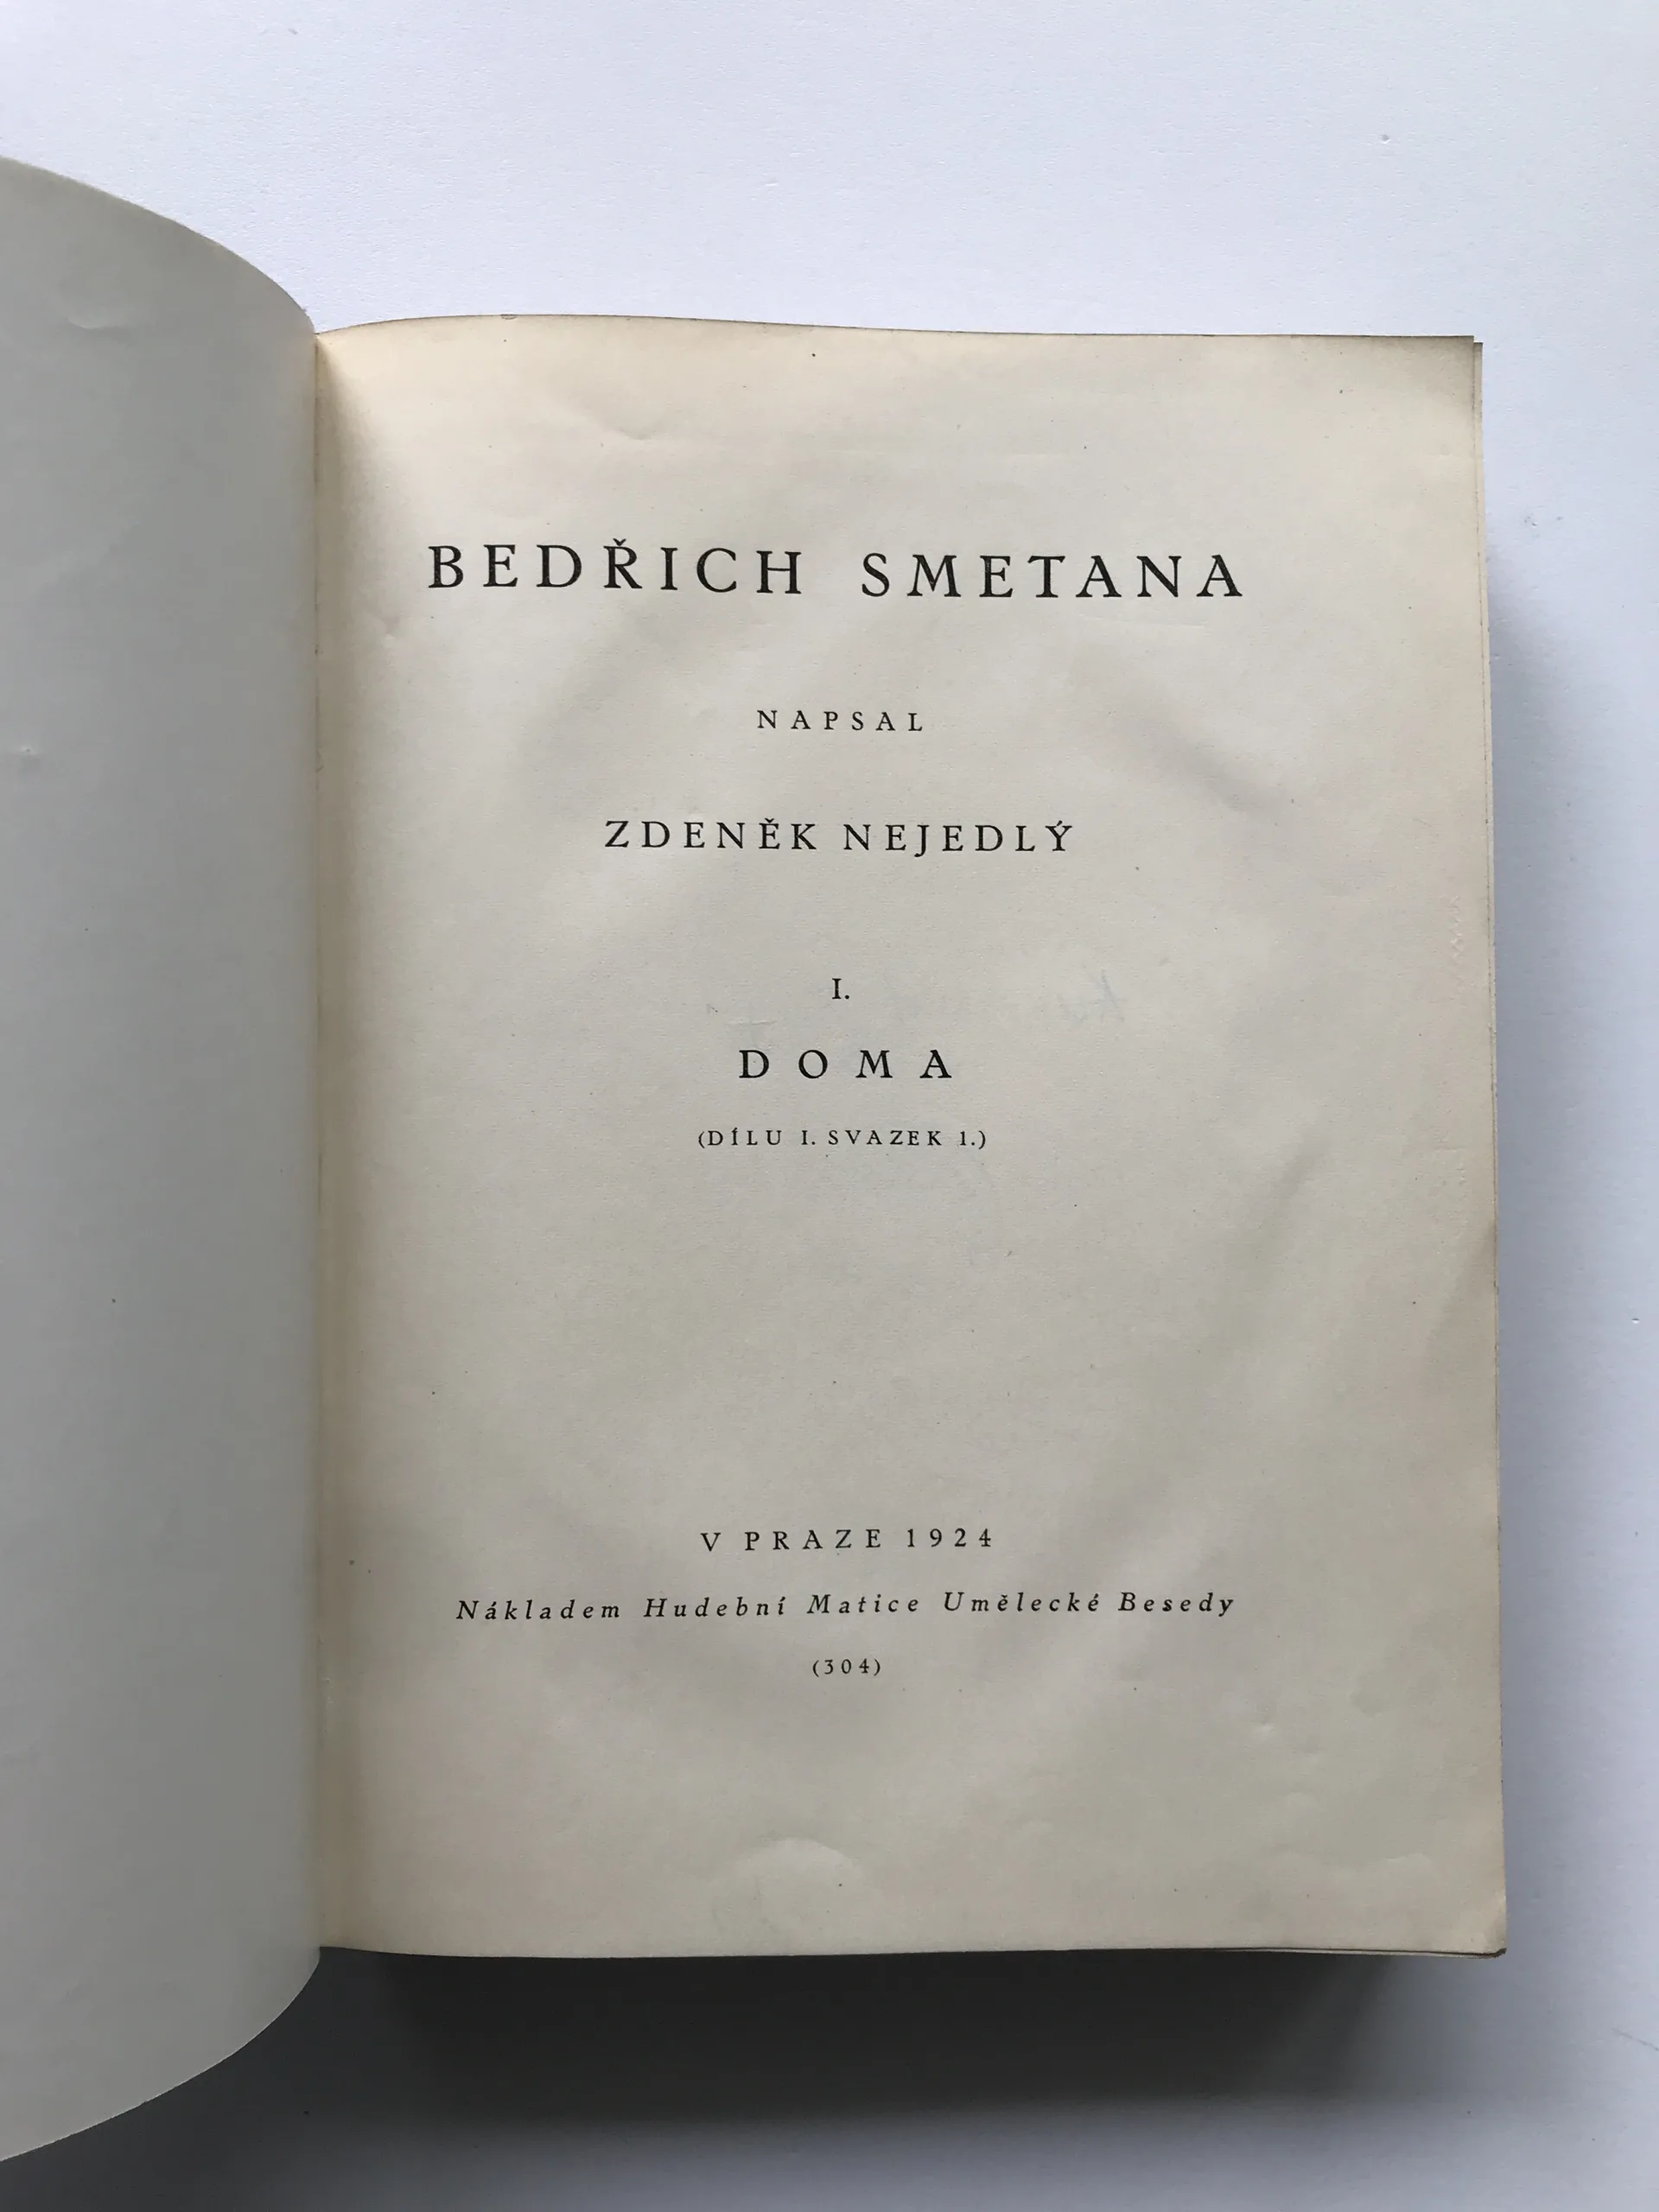 BEDŘICH SMETANA
NAPSAL
ZDENĚK NEJEDLÝ
I.
DOMA
(DÍLU I. SVAZEK 1.)
V PRAZE 1924
Nákladem Hudební Matice Umělecké Besedy
(304)